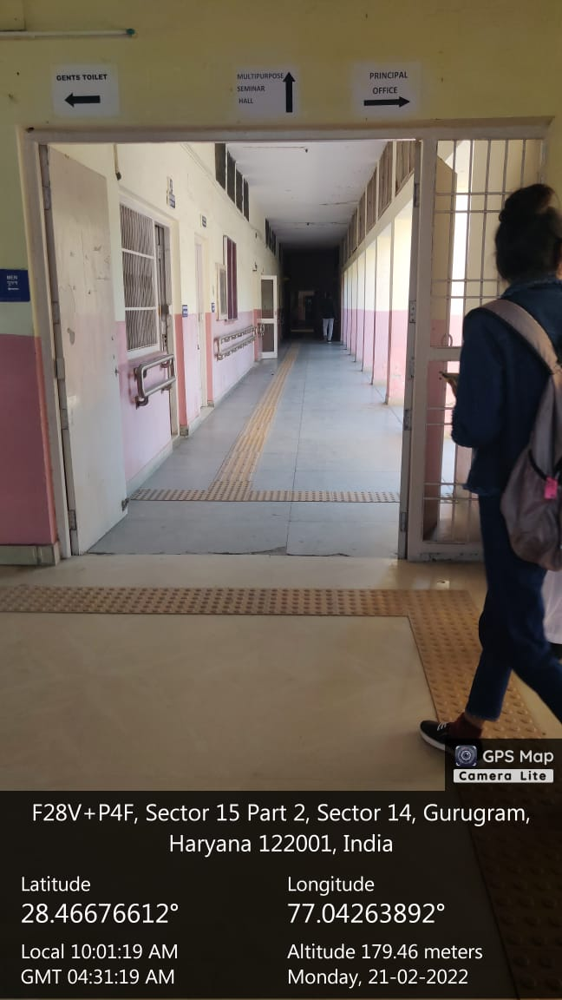 GENTS TOILET
MULTIPURPOSE
SEMINAR
HALL
PRINCIPAL
OFFICE
MEN
पुरुष
GPS Map
Camera Lite
F28V+P4F, Sector 15 Part 2, Sector 14, Gurugram,
Haryana 122001, India
Latitude
28.46676612°
Longitude
77.04263892°
Local 10:01:19 AM
GMT 04:31:19 AM
Altitude 179.46 meters
Monday, 21-02-2022